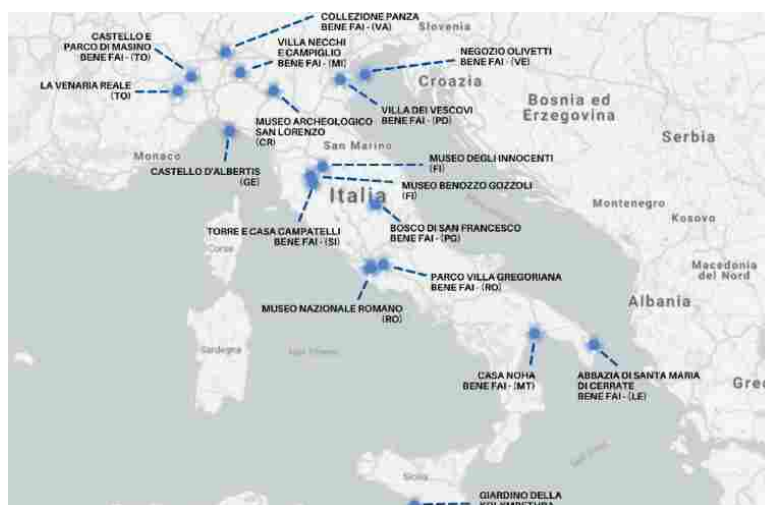 COLLEZIONE PANZA
BENE FAI - (VA)
Slovenia
CASTELLO E
PARCO DI MASINO
BENE FAI - (TO)
VILLA NECCHI
E CAMPIGLIO
BENE FAI - (MI)
NEGOZIO OLIVETTI
BENE FAI - (VE)
Croazia
LA VENARIA REALE
(TO)
VILLA DEI VESCOVI
BENE FAI - (PD)
Bosnia ed
Erzegovina
MUSEO ARCHEOLOGICO
SAN LORENZO
(CR)
Serbia
San Marino
Monaco
CASTELLO D'ALBERTIS
(GE)
MUSEO DEGLI INNOCENTI
(FI)
MUSEO BENOZZO GOZZOLI
(FI)
Italia
Montenegro
Kosovo
TORRE E CASA CAMPATELLI
BENE FAI - (SI)
BOSCO DI SAN FRANCESCO
BENE FAI - (PG)
Corse
Macedonia
del Nord
PARCO VILLA GREGORIANA
BENE FAI - (RO)
Albania
MUSEO NAZIONALE ROMANO
(RO)
Sardegna
CASA NOHA
BENE FAI - (MT)
ABBAZIA DI SANTA MARIA
DI CERRATE
BENE FAI - (LE)
Gre
Sicilia
GIARDINO DELLA